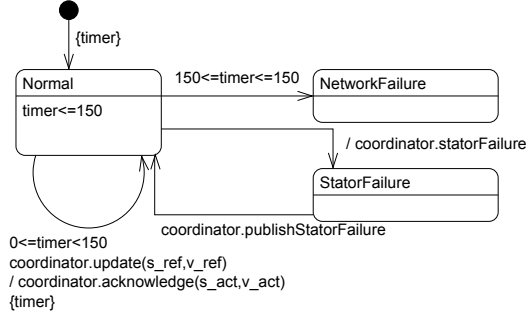 {timer}
Normal
150<=timer<=150
NetworkFailure
timer<=150
/ coordinator.statorFailure
StatorFailure
coordinator.publishStatorFailure
0<=timer<150
coordinator.update(s_ref,v_ref)
/ coordinator.acknowledge(s_act,v_act)
{timer}